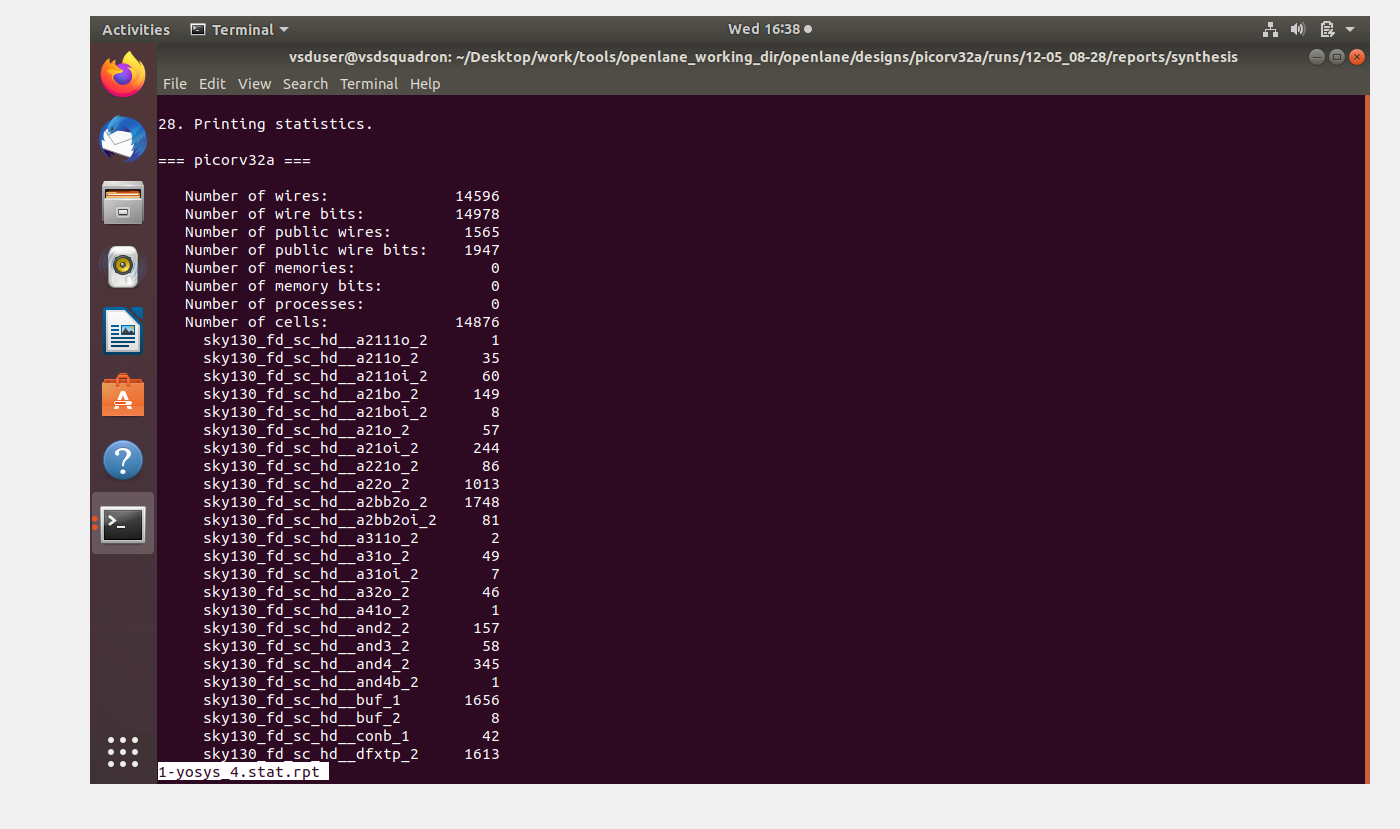 Activities Terminal Wed 16:38
vsduser@vsdsquadron: ~/Desktop/work/tools/openlane_working_dir/openlane/designs/picorv32a/runs/12-05_08-28/reports/synthesis
File Edit View Search Terminal Help
28. Printing statistics.
=== picorv32a ===
Number of wires: 14596
Number of wire bits: 14978
Number of public wires: 1565
Number of public wire bits: 1947
Number of memories: 0
Number of memory bits: 0
Number of processes: 0
Number of cells: 14876
sky130_fd_sc_hd__a2111o_2 1
sky130_fd_sc_hd__a211o_2 35
sky130_fd_sc_hd__a211oi_2 60
sky130_fd_sc_hd__a21bo_2 149
sky130_fd_sc_hd__a21boi_2 8
sky130_fd_sc_hd__a21o_2 57
sky130_fd_sc_hd__a21oi_2 244
sky130_fd_sc_hd__a221o_2 86
sky130_fd_sc_hd__a22o_2 1013
sky130_fd_sc_hd__a2bb2o_2 1748
sky130_fd_sc_hd__a2bb2oi_2 81
sky130_fd_sc_hd__a311o_2 2
sky130_fd_sc_hd__a31o_2 49
sky130_fd_sc_hd__a31oi_2 7
sky130_fd_sc_hd__a32o_2 46
sky130_fd_sc_hd__a41o_2 1
sky130_fd_sc_hd__and2_2 157
sky130_fd_sc_hd__and3_2 58
sky130_fd_sc_hd__and4_2 345
sky130_fd_sc_hd__and4b_2 1
sky130_fd_sc_hd__buf_1 1656
sky130_fd_sc_hd__buf_2 8
sky130_fd_sc_hd__conb_1 42
sky130_fd_sc_hd__dfxtp_2 1613
1-yosys_4.stat.rpt